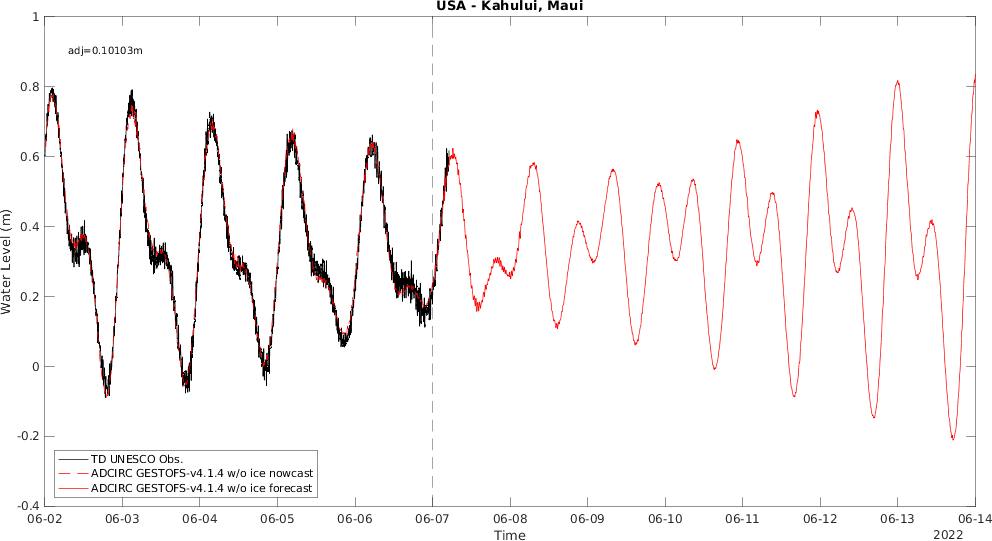 USA - Kahului, Maui
adj=0.10103m
Water Level (m)
1
0.8
0.6
0.4
0.2
0
-0.2
-0.4
TD UNESCO Obs.
ADCIRC GESTOFS-v4.1.4 w/o ice nowcast
ADCIRC GESTOFS-v4.1.4 w/o ice forecast
06-02 06-03 06-04 06-05 06-06 06-07 06-08 06-09 06-10 06-11 06-12 06-13 06-14
Time
2022